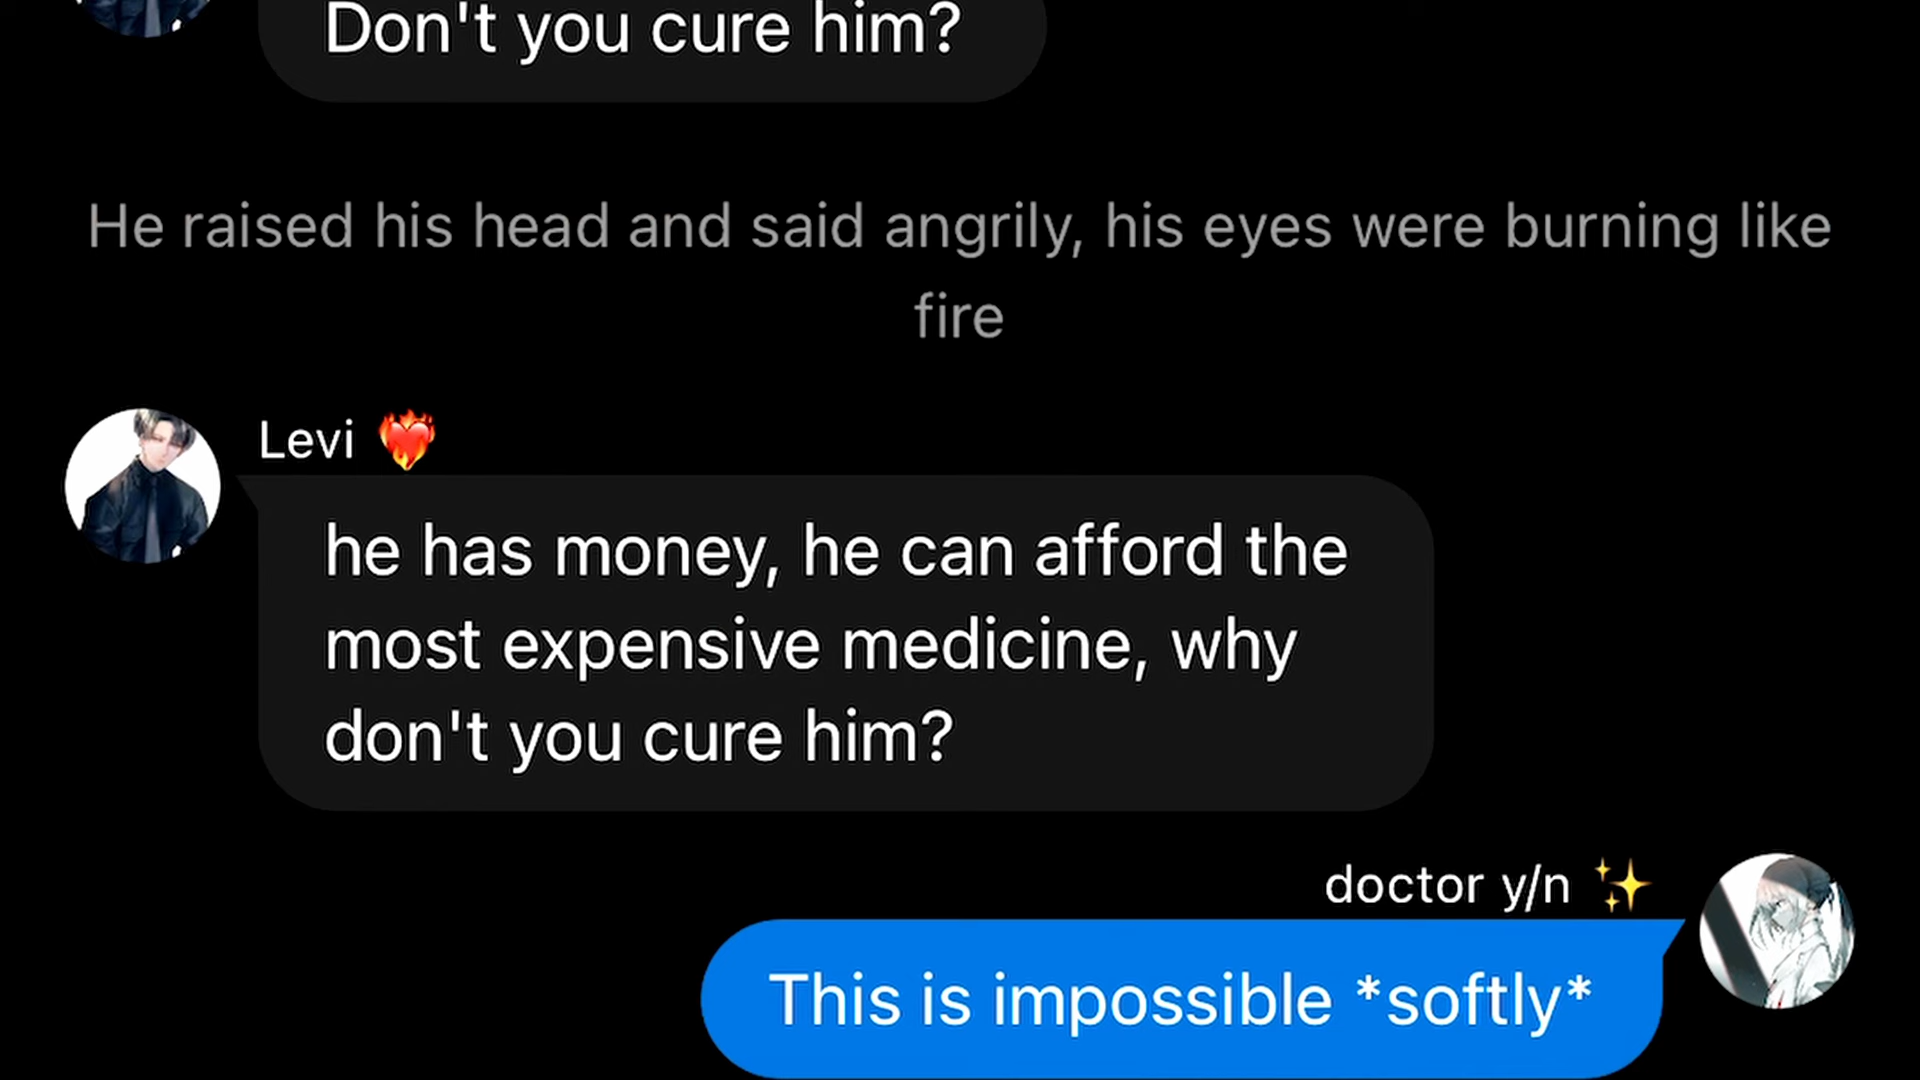 Don't you cure him?
He raised his head and said angrily, his eyes were burning like
fire
Levi ❤️‍🔥
he has money, he can afford the
most expensive medicine, why
don't you cure him?
doctor y/n ✨
This is impossible *softly*